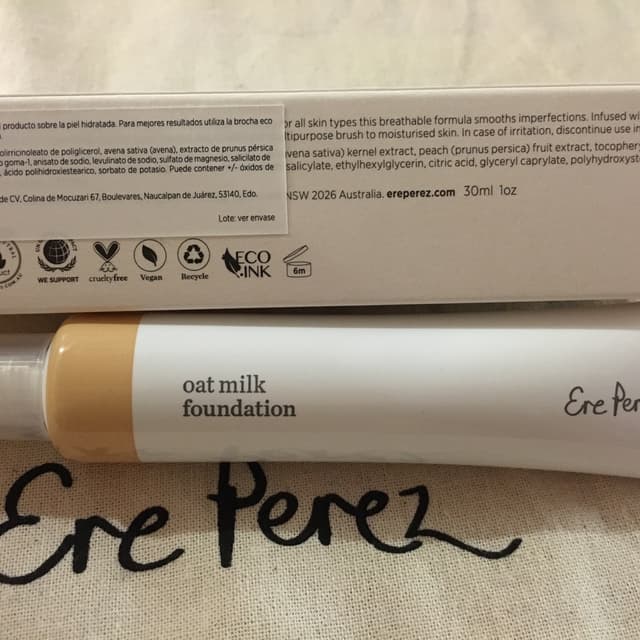 producto sobre la piel hidratada. Para mejores resultados utiliza la brocha eco
olirricinoleato de poliglicerol, avena sativa (avena), extracto de prunus pérsica
goma-1, anisato de sodio, levulinato de sodio, sulfato de magnesio, salicilato de
, ácido polihidroxiestearico, sorbato de potasio. Puede contener +/- óxidos de
de CV, Colina de Mocuzari 67, Boulevares, Naucalpan de Juárez, 53140, Edo.
Lote: ver envase
or all skin types this breathable formula smooths imperfections. Infused wi
ltipurpose brush to moisturised skin. In case of irritation, discontinue use in
vena sativa) kernel extract, peach (prunus persica) fruit extract, tocophery
salicylate, ethylhexylglycerin, citric acid, glyceryl caprylate, polyhydroxyst
NSW 2026 Australia. ereperez.com 30ml 1oz
WE SUPPORT
crueltyfree
Vegan
Recycle
ECO
INK
6m
oat milk
foundation
Ere Per
Ere Perez